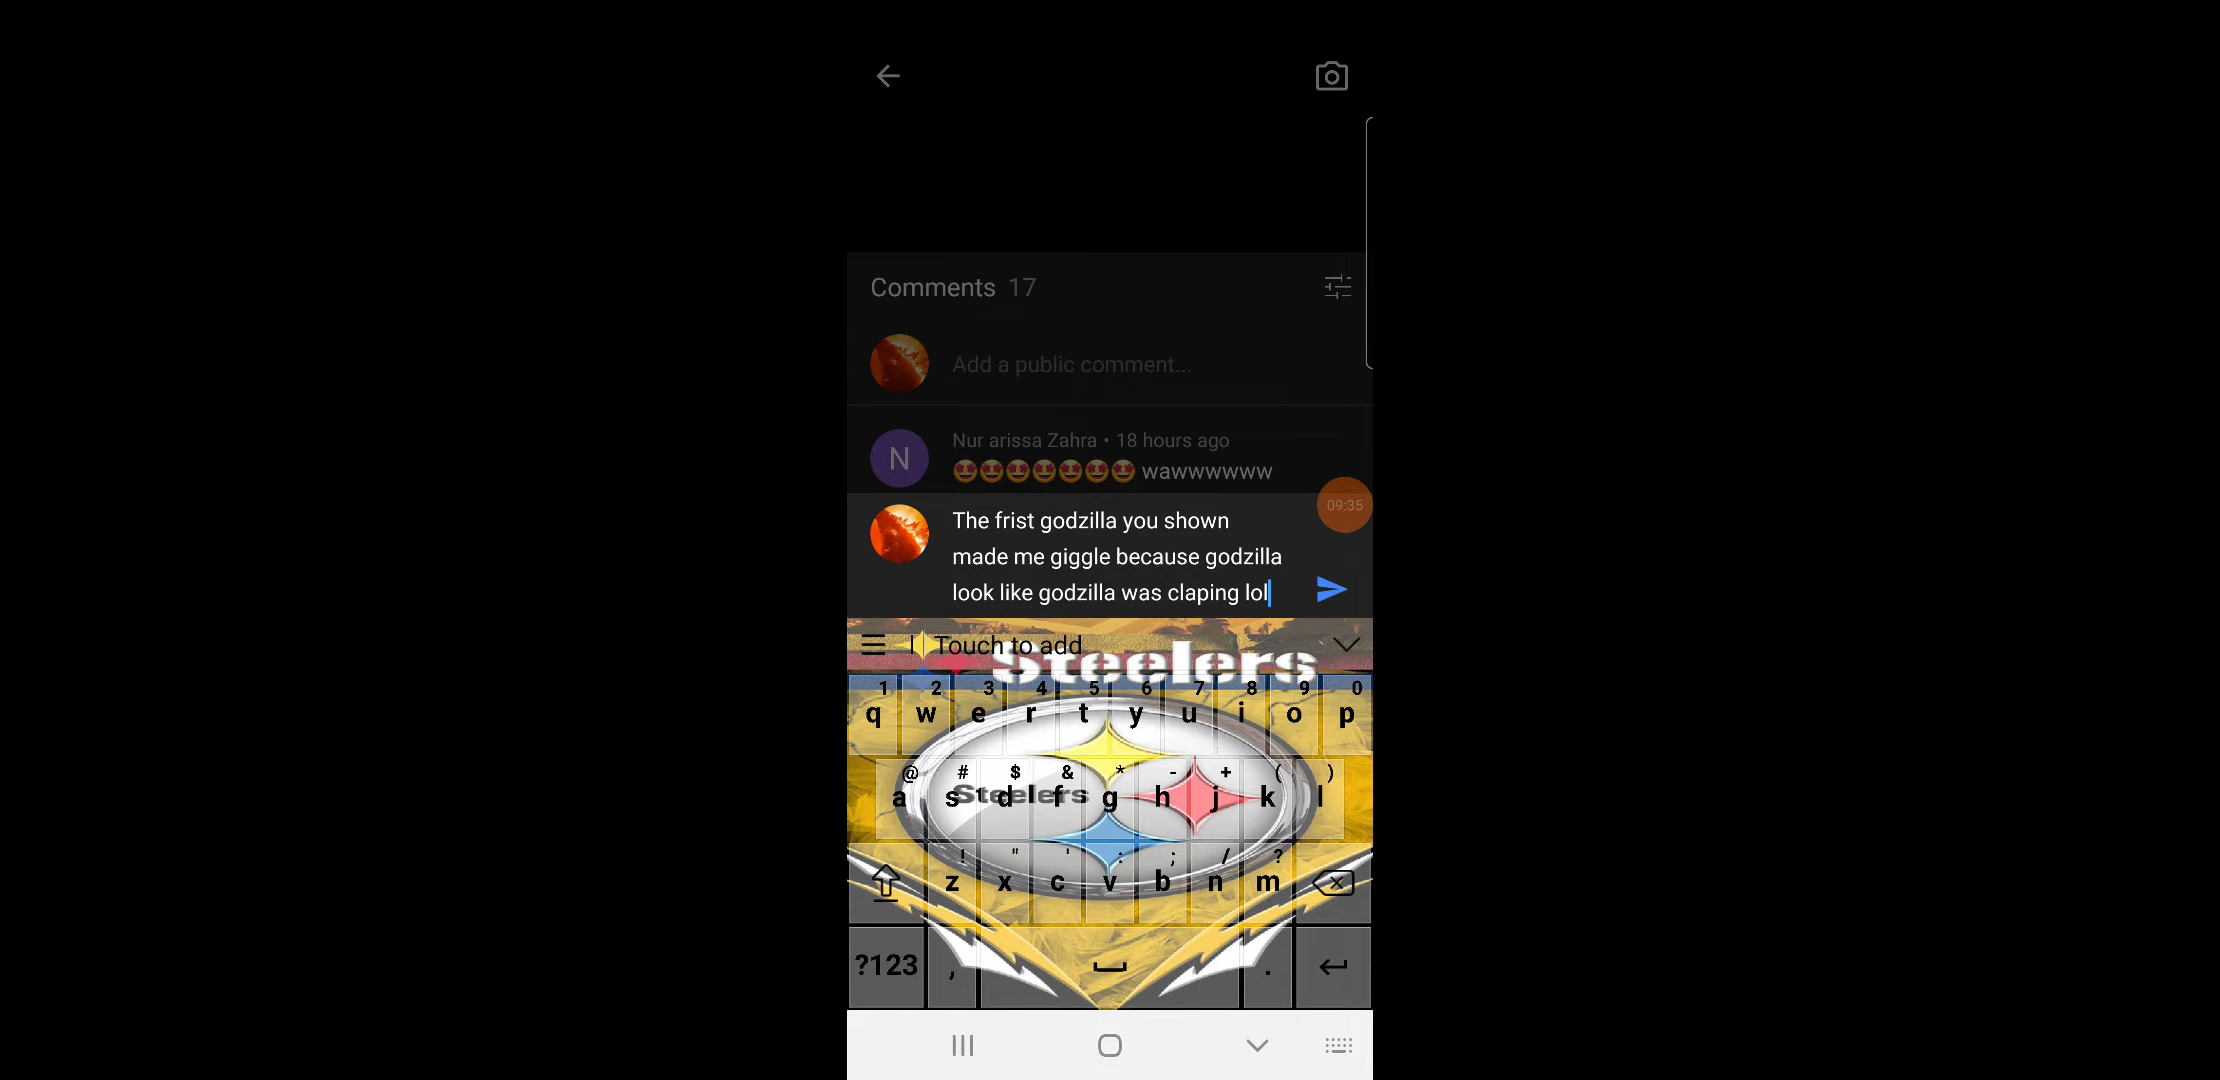 Comments 17
Add a public comment...
N
Nur arissa Zahra • 18 hours ago
🤩🤩🤩🤩🤩🤩🤩 wawwwwww
09:35
The frist godzilla you shown
made me giggle because godzilla
look like godzilla was claping lol
Touch to add
Steelers
1 2 3 4 5 6 7 8 9 0
q w e r t y u i o p
@ # $ & * - + ( )
a s d f g h j k l
Steelers
! " ' : ; / ?
z x c v b n m
?123 , .